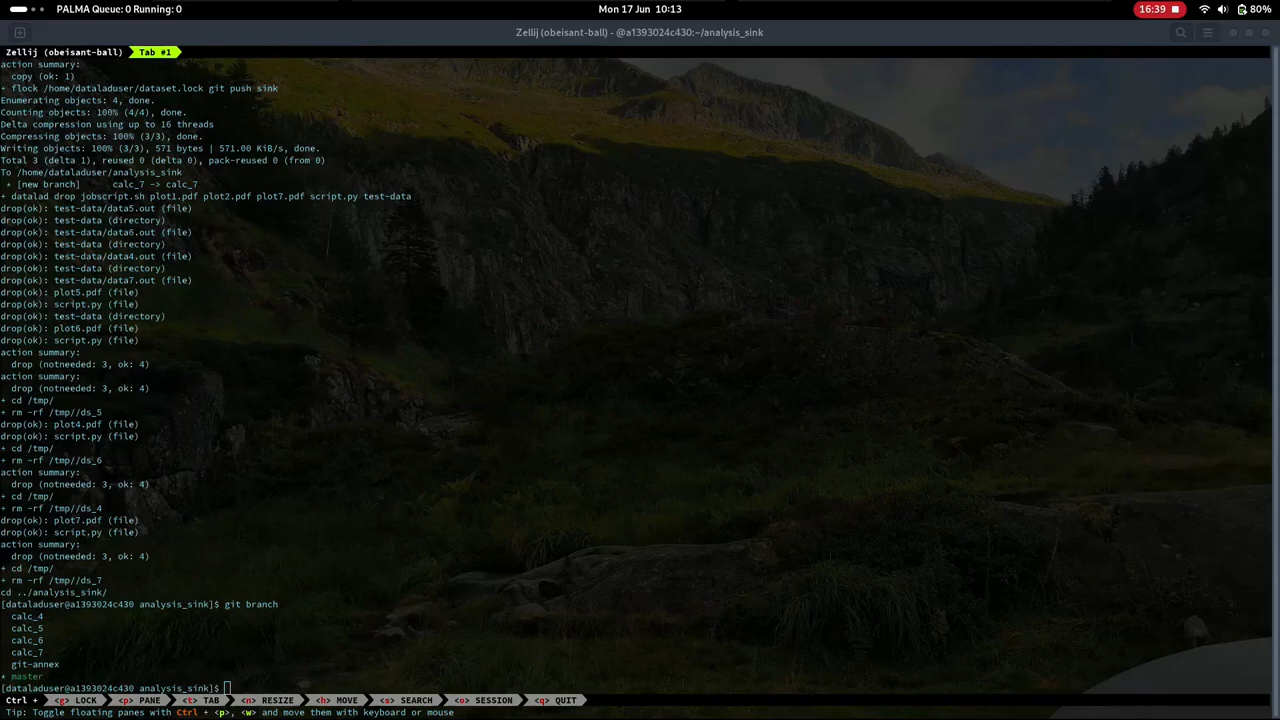 PALMA Queue: 0 Running: 0
Mon 17 Jun 10:13
16:39
80%
Zellij (obeisant-ball) - @a1393024c430:~/analysis_sink
Zellij (obeisant-ball) Tab #1
action summary:
  copy (ok: 1)
+ flock /home/dataladuser/dataset.lock git push sink
Enumerating objects: 4, done.
Counting objects: 100% (4/4), done.
Delta compression using up to 16 threads
Compressing objects: 100% (3/3), done.
Writing objects: 100% (3/3), 571 bytes | 571.00 KiB/s, done.
Total 3 (delta 1), reused 0 (delta 0), pack-reused 0 (from 0)
To /home/dataladuser/analysis_sink
 * [new branch]      calc_7 -> calc_7
+ datalad drop jobscript.sh plot1.pdf plot2.pdf plot7.pdf script.py test-data
drop(ok): test-data/data5.out (file)
drop(ok): test-data (directory)
drop(ok): test-data/data6.out (file)
drop(ok): test-data (directory)
drop(ok): test-data/data4.out (file)
drop(ok): test-data (directory)
drop(ok): test-data/data7.out (file)
drop(ok): plot5.pdf (file)
drop(ok): script.py (file)
drop(ok): test-data (directory)
drop(ok): plot6.pdf (file)
drop(ok): script.py (file)
action summary:
  drop (notneeded: 3, ok: 4)
action summary:
  drop (notneeded: 3, ok: 4)
+ cd /tmp/
+ rm -rf /tmp//ds_5
drop(ok): plot4.pdf (file)
drop(ok): script.py (file)
+ cd /tmp/
+ rm -rf /tmp//ds_6
action summary:
  drop (notneeded: 3, ok: 4)
+ cd /tmp/
+ rm -rf /tmp//ds_4
drop(ok): plot7.pdf (file)
drop(ok): script.py (file)
action summary:
  drop (notneeded: 3, ok: 4)
+ cd /tmp/
+ rm -rf /tmp//ds_7
cd ../analysis_sink/
[dataladuser@a1393024c430 analysis_sink]$ git branch
  calc_4
  calc_5
  calc_6
  calc_7
  git-annex
* master
[dataladuser@a1393024c430 analysis_sink]$
Ctrl + <g> LOCK <p> PANE <t> TAB <n> RESIZE <h> MOVE <s> SEARCH <o> SESSION <q> QUIT
Tip: Toggle floating panes with Ctrl + <p>, <w> and move them with keyboard or mouse